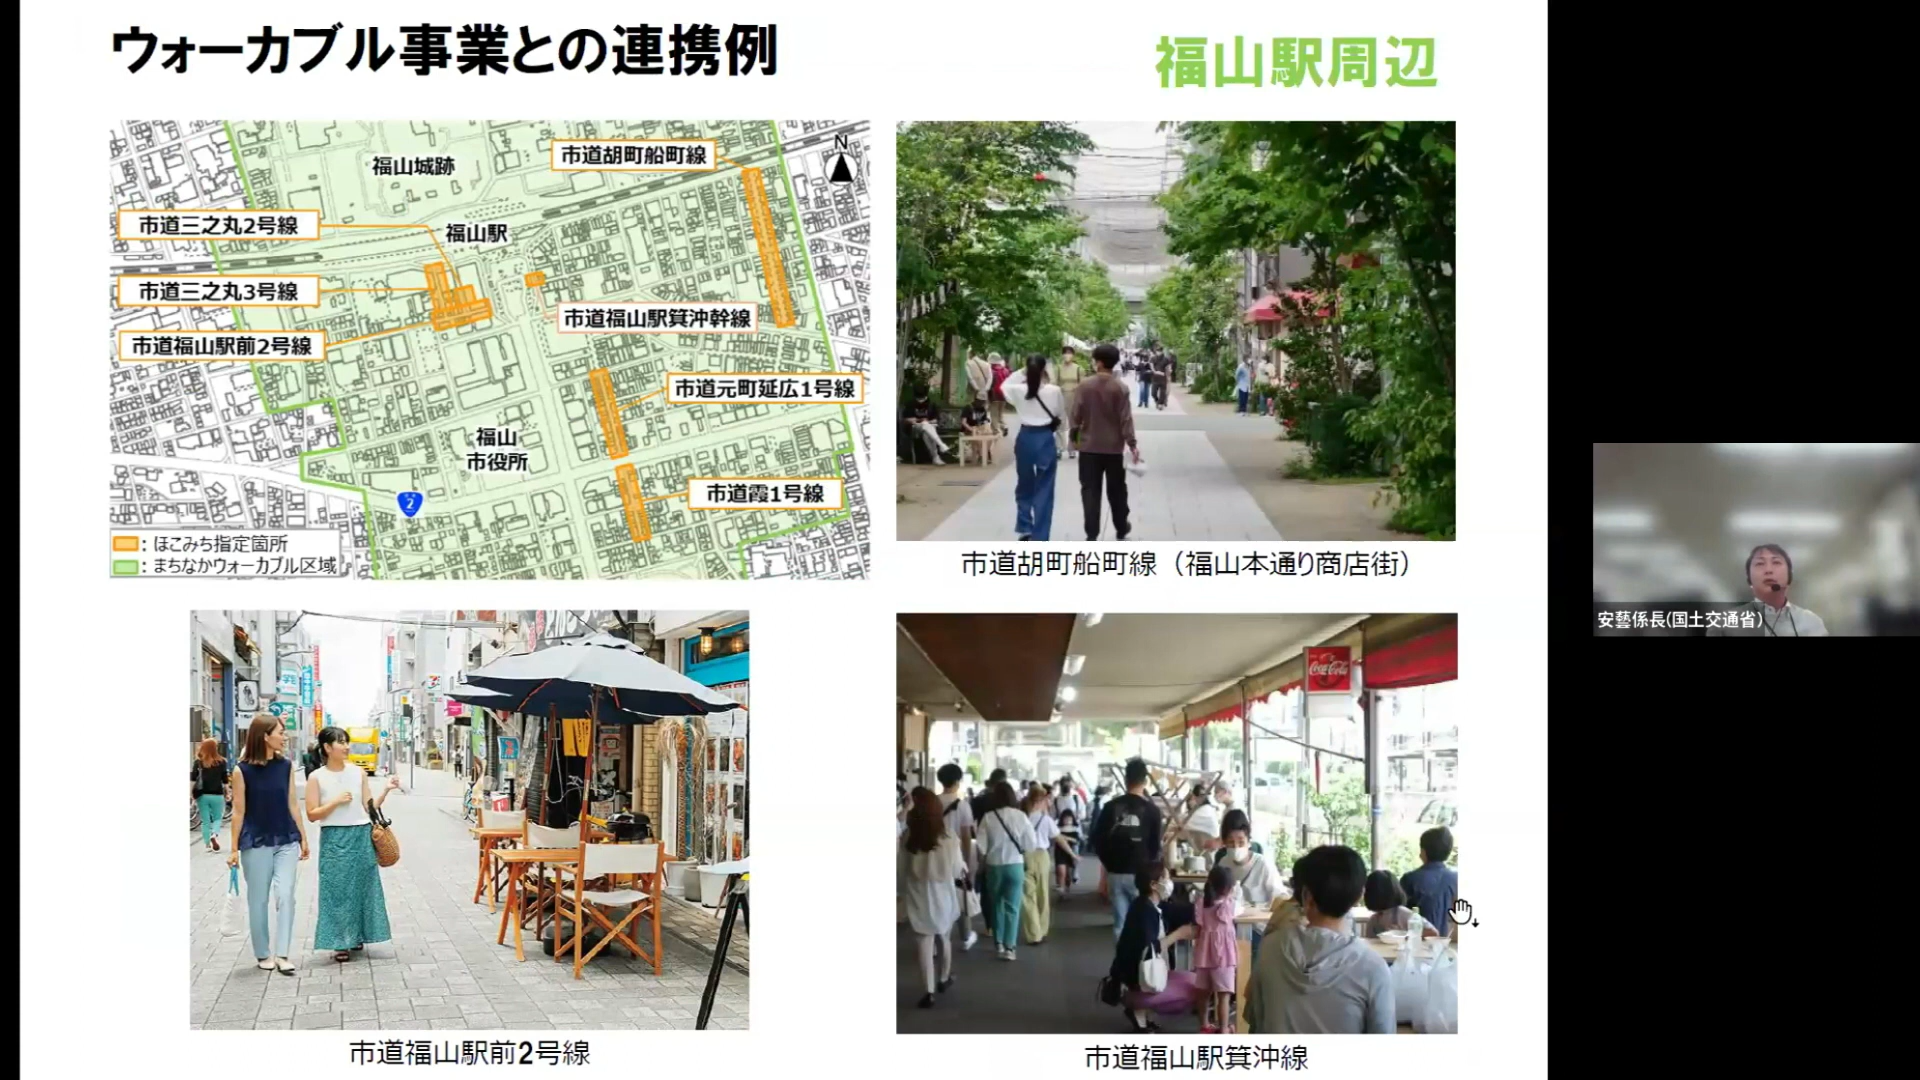 ウォーカブル事業との連携例
福山駅周辺
福山城跡
市道胡町船町線
N
市道三之丸2号線
福山駅
市道三之丸3号線
市道福山駅箕沖幹線
市道福山駅前2号線
市道元町延広1号線
福山
市役所
市道霞1号線
2
：ほこみち指定箇所
：まちなかウォーカブル区域
市道胡町船町線（福山本通り商店街）
Coca-Cola
安藝係長(国土交通省)
市道福山駅前2号線
市道福山駅箕沖線